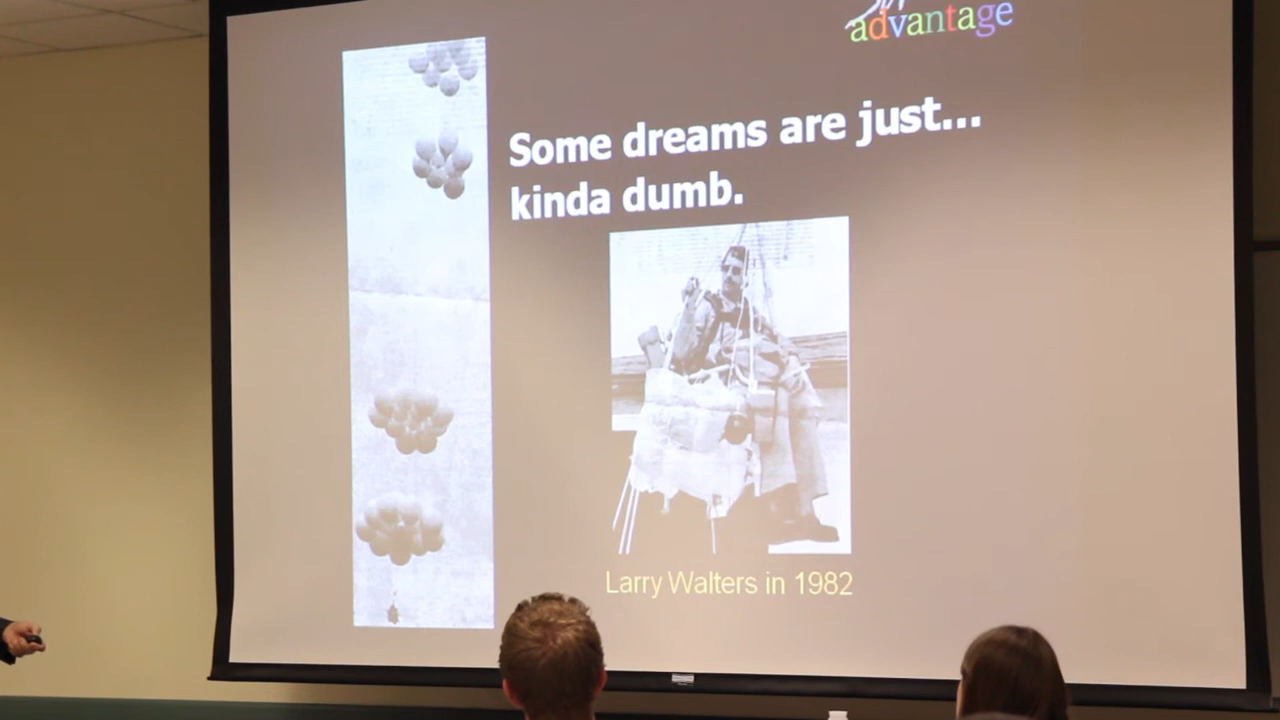 advantage
Some dreams are just...
kinda dumb.
Larry Walters in 1982